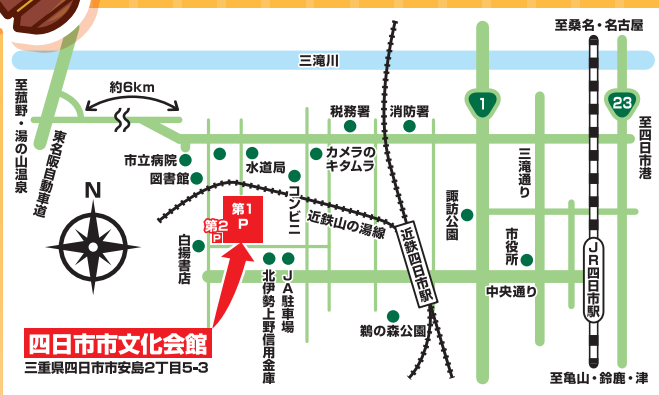 至桑名・名古屋
三滝川
約6km
至菰野・湯の山温泉
東名阪自動車道
税務署
消防署
1
23
市立病院
水道局
カメラの
キタムラ
図書館
コンビニ
三滝通り
至四日市港
N
第1
P
第2
P
近鉄山の湯線
諏訪公園
白揚書店
近鉄四日市駅
市役所
JR四日市駅
北伊勢上野信用金庫
JA駐車場
中央通り
鵜の森公園
四日市市文化会館
三重県四日市市安島2丁目5-3
至亀山・鈴鹿・津